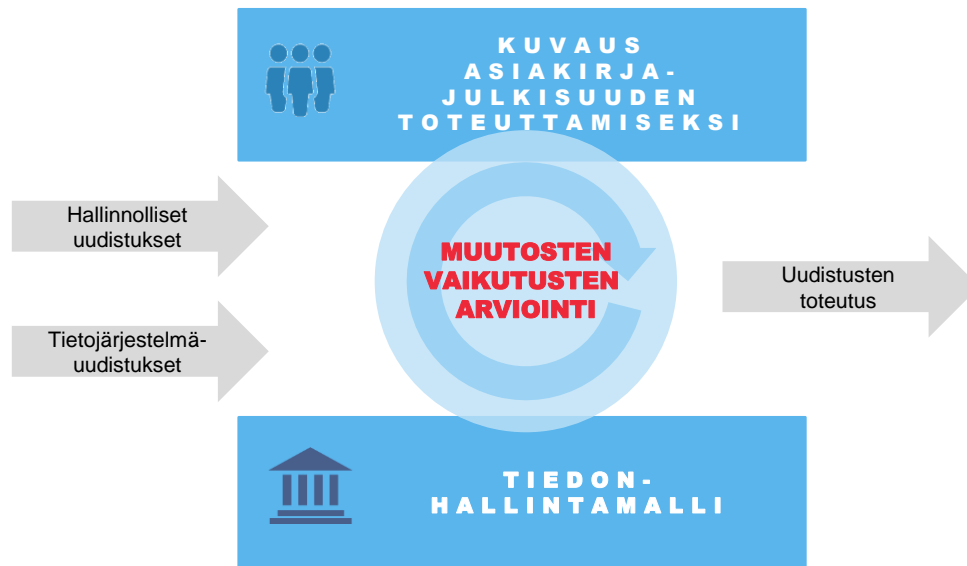 KUVAUS
ASIAKIRJA-
JULKISUUDEN
TOTEUTTAMISEKSI
Hallinnolliset
uudistukset
Tietojärjestelmä-
uudistukset
MUUTOSTEN
VAIKUTUSTEN
ARVIOINTI
Uudistusten
toteutus
TIEDON-
HALLINTAMALLI